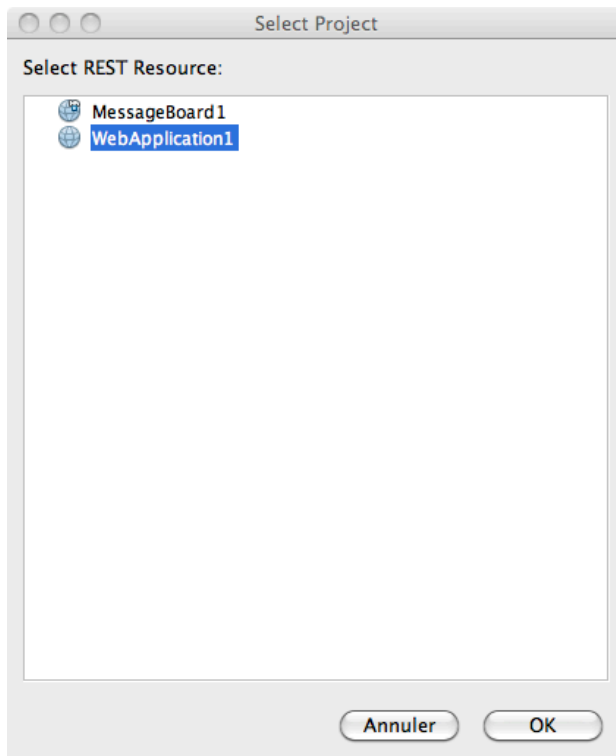 Select Project
Select REST Resource:
MessageBoard1
WebApplication1
Annuler OK